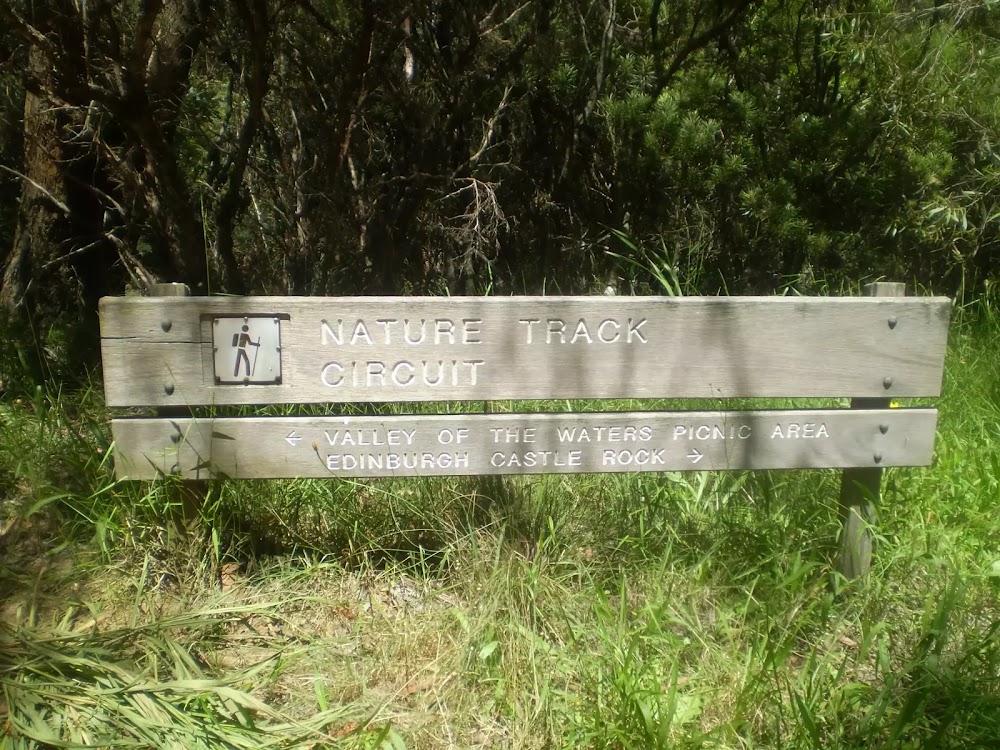 NATURE TRACK
CIRCUIT
← VALLEY OF THE WATERS PICNIC AREA
EDINBURGH CASTLE ROCK →